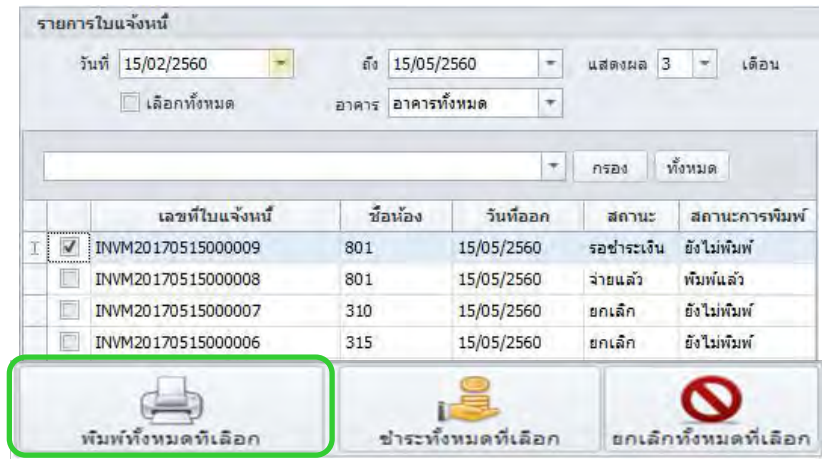 รายการใบแจ้งหนี้
วันที่ 15/02/2560 ถึง 15/05/2560 แสดงผล 3 เดือน
เลือกทั้งหมด อาคาร อาคารทั้งหมด
กรอง ทั้งหมด
เลขที่ใบแจ้งหนี้ ชื่อห้อง วันที่ออก สถานะ สถานะการพิมพ์
INVM20170515000009 801 15/05/2560 รอชำระเงิน ยังไม่พิมพ์
INVM20170515000008 801 15/05/2560 จ่ายแล้ว พิมพ์แล้ว
INVM20170515000007 310 15/05/2560 ยกเลิก ยังไม่พิมพ์
INVM20170515000006 315 15/05/2560 ยกเลิก ยังไม่พิมพ์
พิมพ์ทั้งหมดที่เลือก ชำระทั้งหมดที่เลือก ยกเลิกทั้งหมดที่เลือก